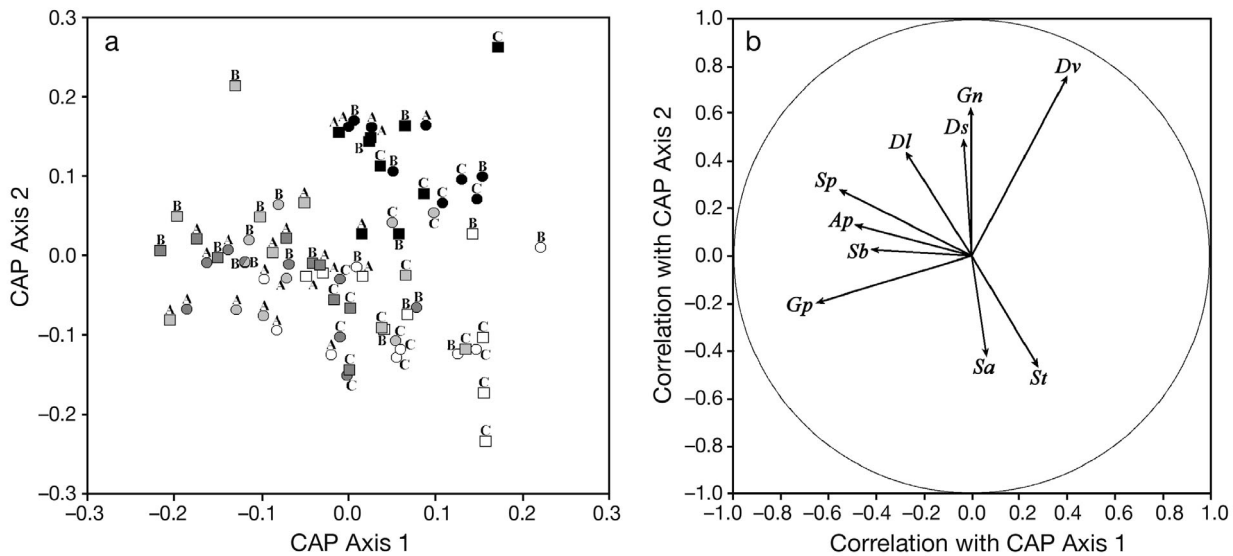 a
0.3
0.2
0.1
0.0
−0.1
−0.2
−0.3
−0.3
−0.2
−0.1
0.0
0.1
0.2
0.3
CAP Axis 1
CAP Axis 2
C
B
A A B A B A
A
B C B C B
C C C
B A
B B A
C C
A B B
A A B
B A A B B B B A C
A A A B A
A C C
A A A C B B
C C
A C B C B C C
C C
C C
C
C
b
1.0
0.8
0.6
0.4
0.2
0.0
−0.2
−0.4
−0.6
−0.8
−1.0
−1.0
−0.8
−0.6
−0.4
−0.2
0.0
0.2
0.4
0.6
0.8
1.0
Correlation with CAP Axis 1
Correlation with CAP Axis 2
Dv
Gn
Ds
Dl
Sp
Ap
Sb
Gp
Sa
St